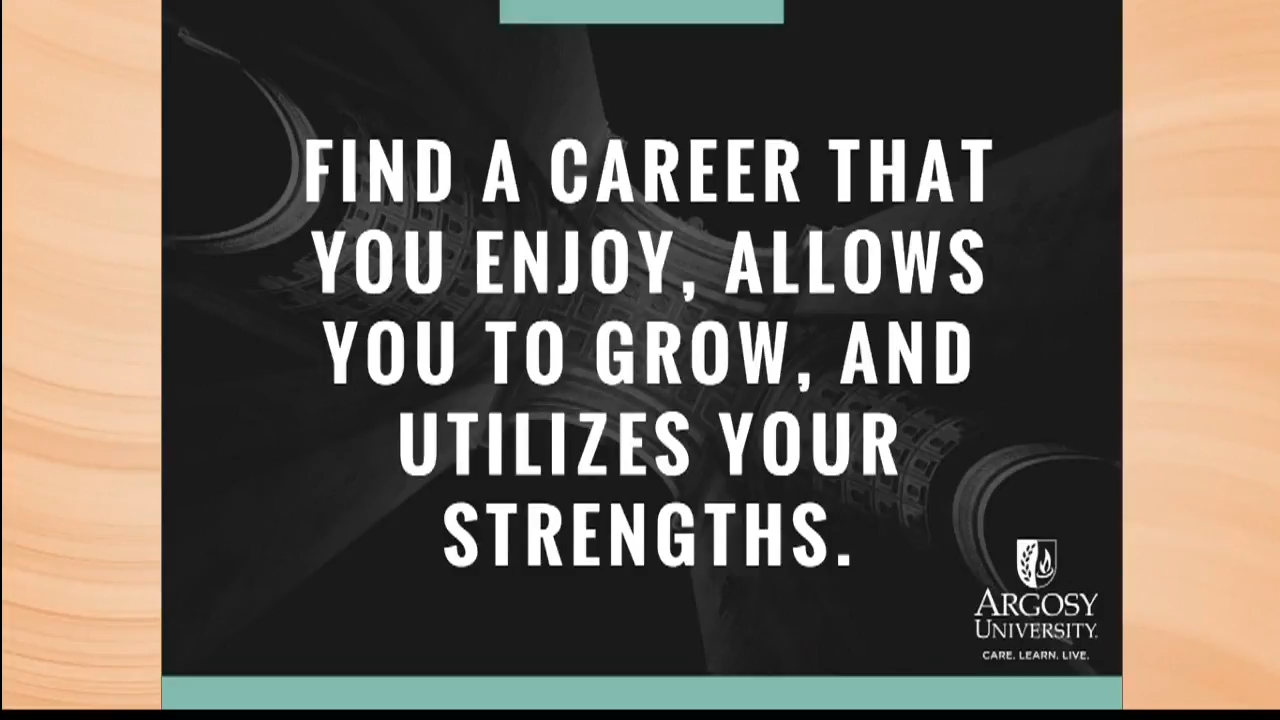 FIND A CAREER THAT
YOU ENJOY, ALLOWS
YOU TO GROW, AND
UTILIZES YOUR
STRENGTHS.
ARGOSY
UNIVERSITY.
CARE. LEARN. LIVE.